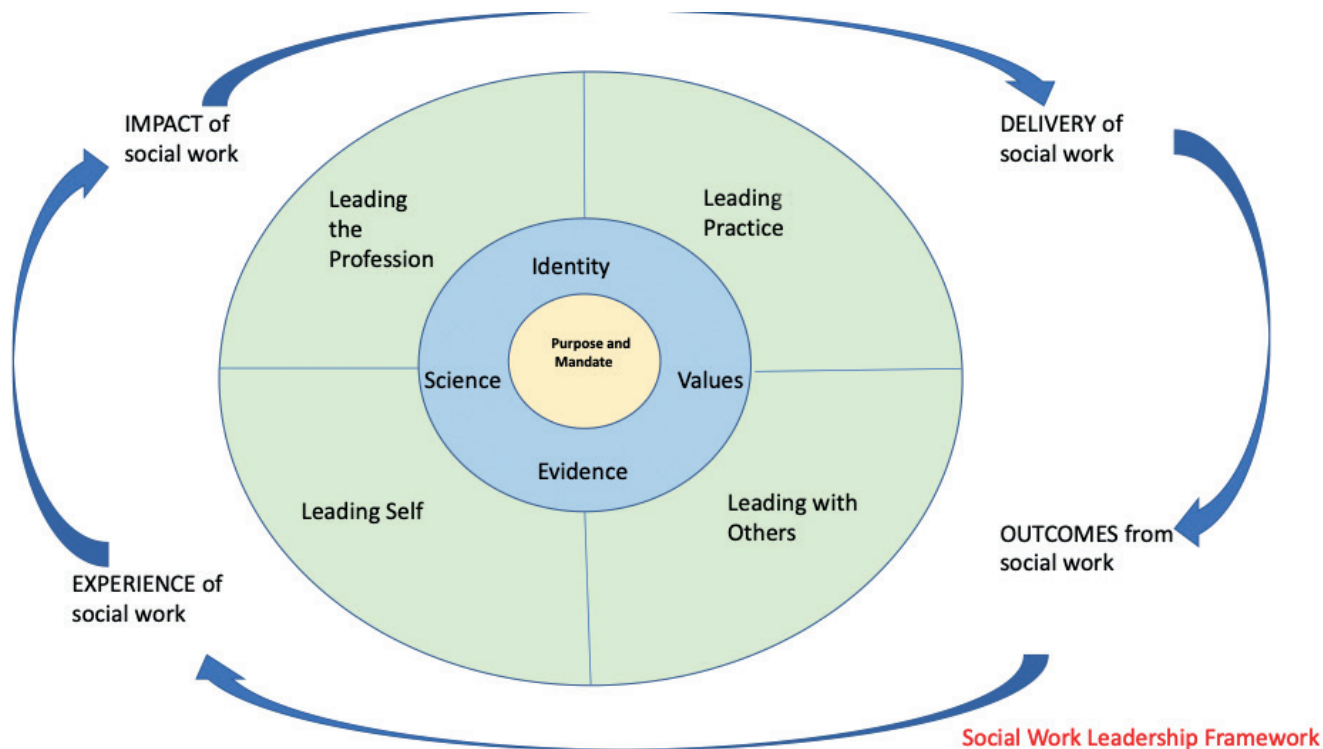 IMPACT of
social work
DELIVERY of
social work
Leading
the
Profession
Leading
Practice
Identity
Purpose and
Mandate
Science
Values
Evidence
Leading Self
Leading with
Others
OUTCOMES from
social work
EXPERIENCE of
social work
Social Work Leadership Framework